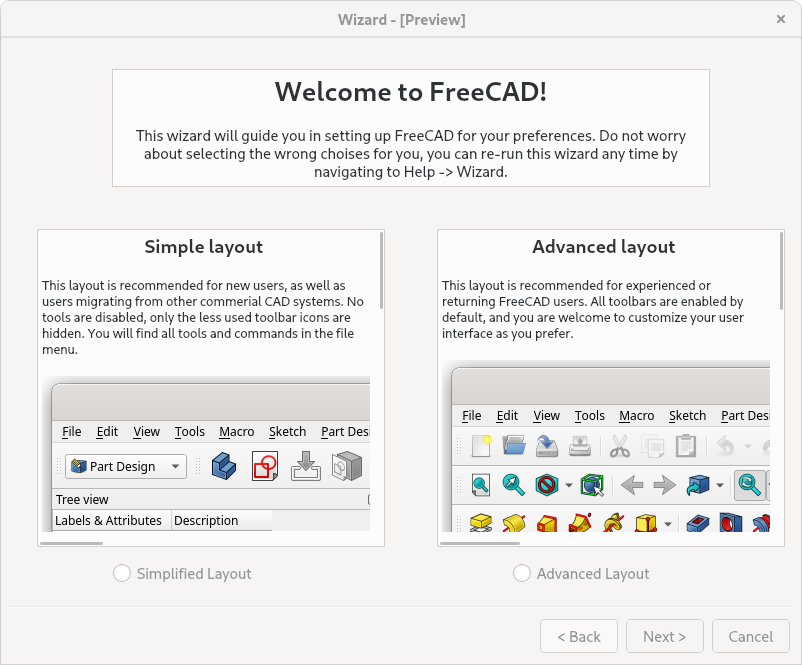 Wizard - [Preview]
Welcome to FreeCAD!
This wizard will guide you in setting up FreeCAD for your preferences. Do not worry
about selecting the wrong choises for you, you can re-run this wizard any time by
navigating to Help -> Wizard.
Simple layout
This layout is recommended for new users, as well as
users migrating from other commerial CAD systems. No
tools are disabled, only the less used toolbar icons are
hidden. You will find all tools and commands in the file
menu.
File Edit View Tools Macro Sketch Part Des
Part Design
Tree view
Labels & Attributes Description
Simplified Layout
Advanced layout
This layout is recommended for experienced or
returning FreeCAD users. All toolbars are enabled by
default, and you are welcome to customize your user
interface as you prefer.
File Edit View Tools Macro Sketch Part Desi
Advanced Layout
< Back
Next >
Cancel